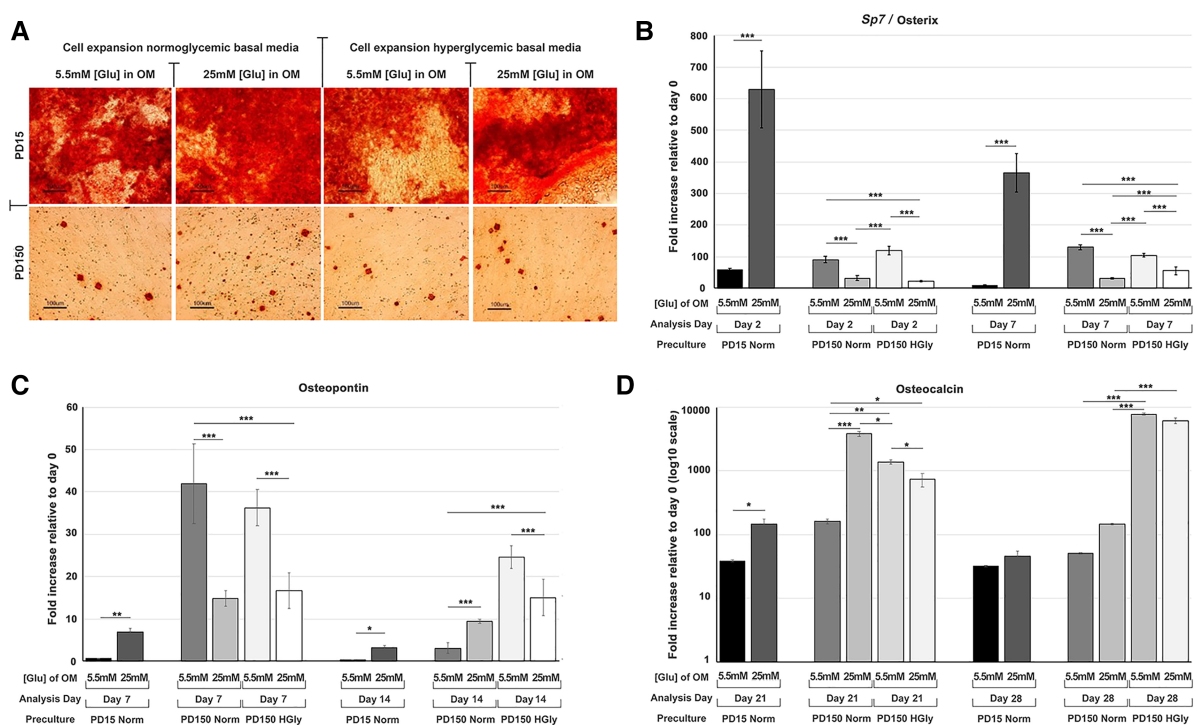 A
Cell expansion normoglycemic basal media
Cell expansion hyperglycemic basal media
5.5mM [Glu] in OM
25mM [Glu] in OM
5.5mM [Glu] in OM
25mM [Glu] in OM
PD15
100um
100um
100um
100um
PD150
100um
100um
100um
100um
B
Sp7 / Osterix
Fold increase relative to day 0
800
700
600
500
400
300
200
100
0
*** *** *** *** *** *** *** *** *** *** *** ***
[Glu] of OM 5.5mM 25mM 5.5mM 25mM 5.5mM 25mM 5.5mM 25mM 5.5mM 25mM 5.5mM 25mM
Analysis Day Day 2 Day 2 Day 2 Day 7 Day 7 Day 7
Preculture PD15 Norm PD150 Norm PD150 HGly PD15 Norm PD150 Norm PD150 HGly
C
Osteopontin
Fold increase relative to day 0
60
50
40
30
20
10
0
** *** *** *** * *** *** ***
[Glu] of OM 5.5mM 25mM 5.5mM 25mM 5.5mM 25mM 5.5mM 25mM 5.5mM 25mM 5.5mM 25mM
Analysis Day Day 7 Day 7 Day 7 Day 14 Day 14 Day 14
Preculture PD15 Norm PD150 Norm PD150 HGly PD15 Norm PD150 Norm PD150 HGly
D
Osteocalcin
Fold increase relative to day 0 (log10 scale)
10000
1000
100
10
1
* * ** *** * * *** *** ***
[Glu] of OM 5.5mM 25mM 5.5mM 25mM 5.5mM 25mM 5.5mM 25mM 5.5mM 25mM 5.5mM 25mM
Analysis Day Day 21 Day 21 Day 21 Day 28 Day 28 Day 28
Preculture PD15 Norm PD150 Norm PD150 HGly PD15 Norm PD150 Norm PD150 HGly